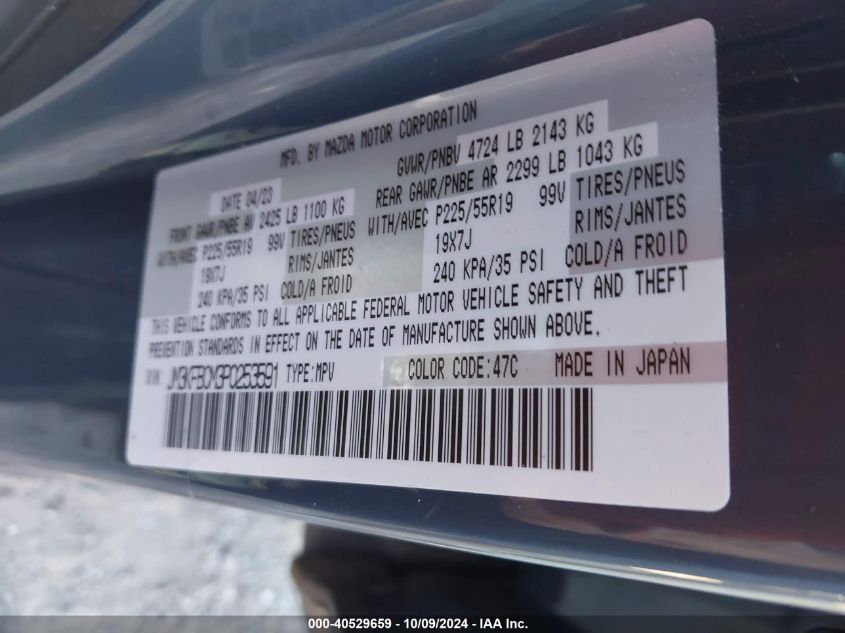 MFD. BY MAZDA MOTOR CORPORATION
DATE 04/23 GVWR/PNBV 4724 LB 2143 KG
FRONT GAWR/PNBE AV 2425 LB 1100 KG REAR GAWR/PNBE AR 2299 LB 1043 KG
WITH/AVEC P225/55R19 99V TIRES/PNEUS WITH/AVEC P225/55R19 99V TIRES/PNEUS
19X7J RIMS/JANTES 19X7J RIMS/JANTES
240 KPA/35 PSI COLD/A FROID 240 KPA/35 PSI COLD/A FROID
THIS VEHICLE CONFORMS TO ALL APPLICABLE FEDERAL MOTOR VEHICLE SAFETY AND THEFT
PREVENTION STANDARDS IN EFFECT ON THE DATE OF MANUFACTURE SHOWN ABOVE.
VIN: JM3KFBCM3P0253591 TYPE:MPV COLOR CODE:47C MADE IN JAPAN
000-40529659 - 10/09/2024 - IAA Inc.